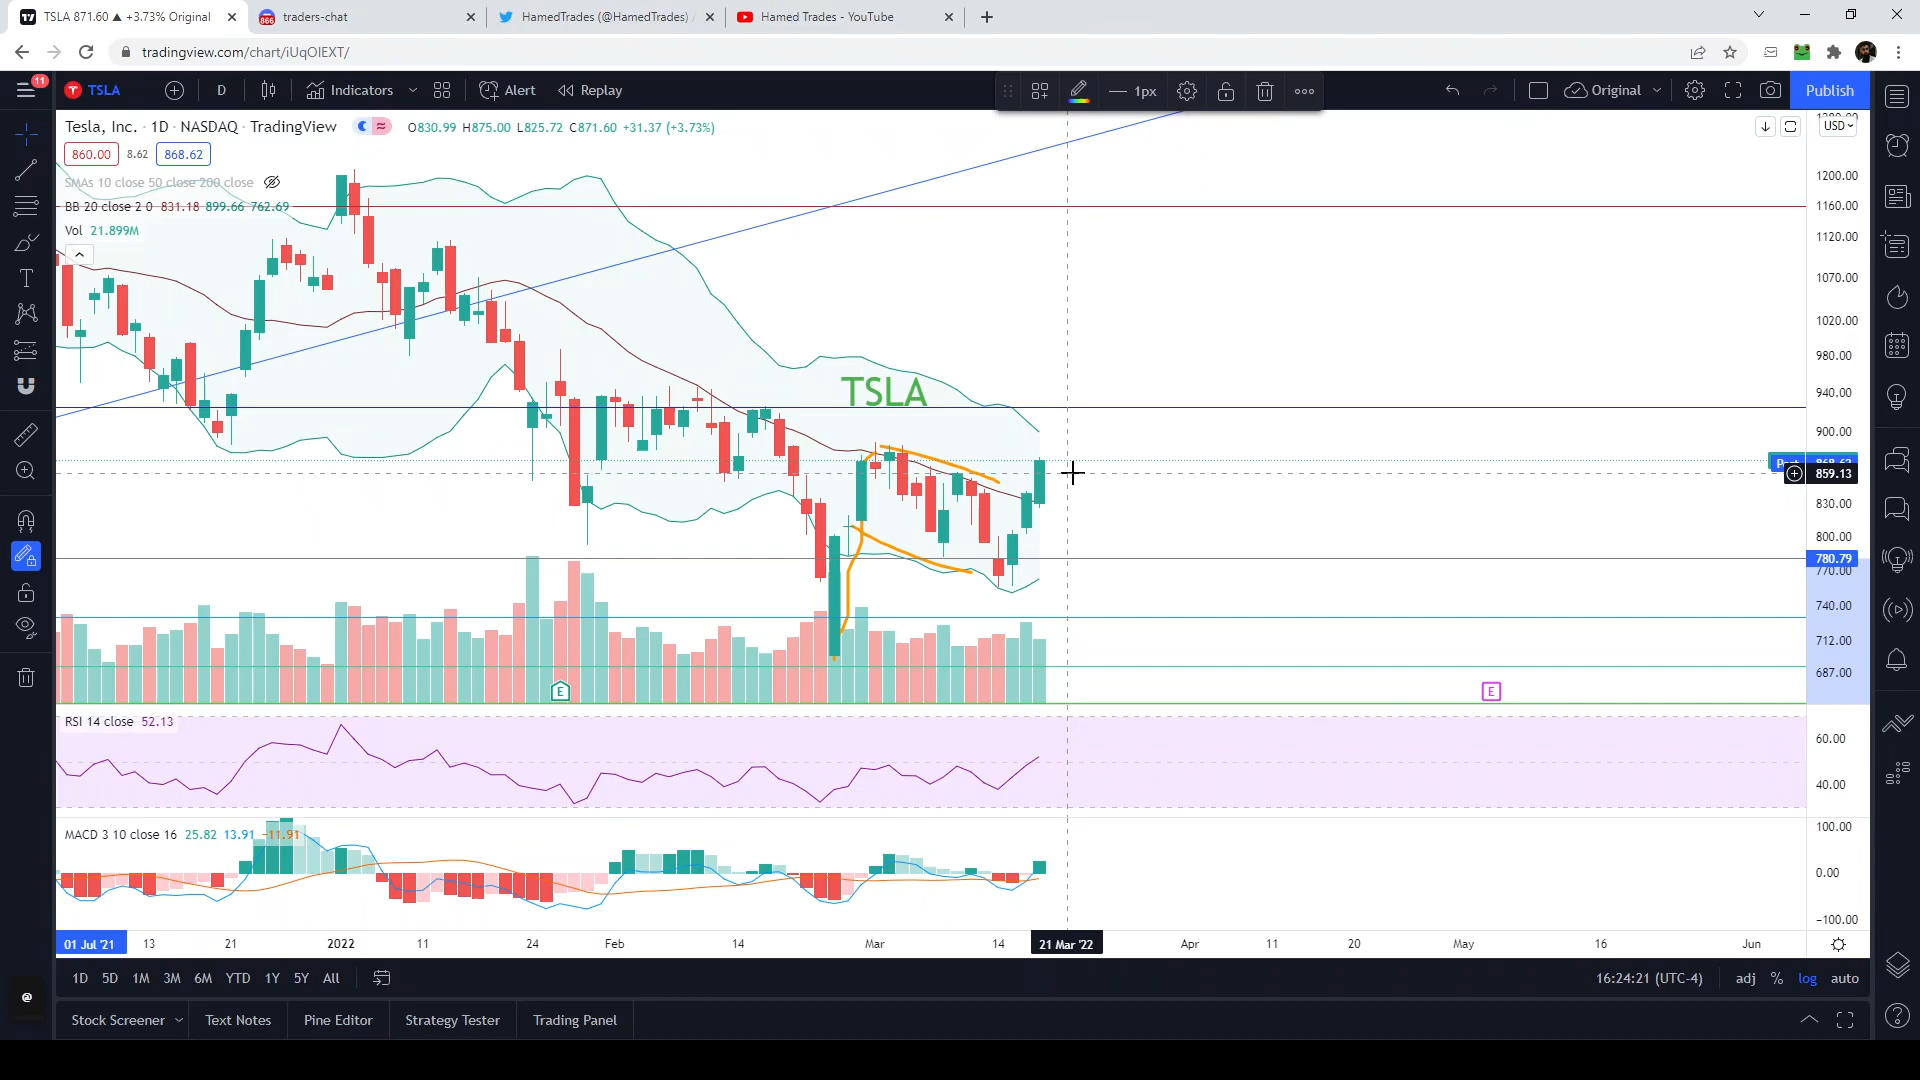 TSLA 871.60 ▲ +3.73% Original
traders-chat
HamedTrades (@HamedTrades)
Hamed Trades - YouTube
tradingview.com/chart/iUqOIEXT/
11
TSLA
D
Indicators
Alert
Replay
1px
Original
Publish
Tesla, Inc. · 1D · NASDAQ · TradingView
O830.99 H875.00 L825.72 C871.60 +31.37 (+3.73%)
USD
860.00 8.62 868.62
SMAs 10 close 50 close 200 close
BB 20 close 2 0 831.18 899.66 762.69
Vol 21.899M
TSLA
1200.00
1160.00
1120.00
1070.00
1020.00
980.00
940.00
900.00
859.13
830.00
800.00
780.79
770.00
740.00
712.00
687.00
E
E
RSI 14 close 52.13
60.00
40.00
MACD 3 10 close 16 25.82 13.91 −11.91
100.00
0.00
−100.00
01 Jul '21 13 21 2022 11 24 Feb 14 Mar 14 21 Mar '22 Apr 11 20 May 16 Jun
1D 5D 1M 3M 6M YTD 1Y 5Y All
16:24:21 (UTC-4) adj % log auto
Stock Screener Text Notes Pine Editor Strategy Tester Trading Panel